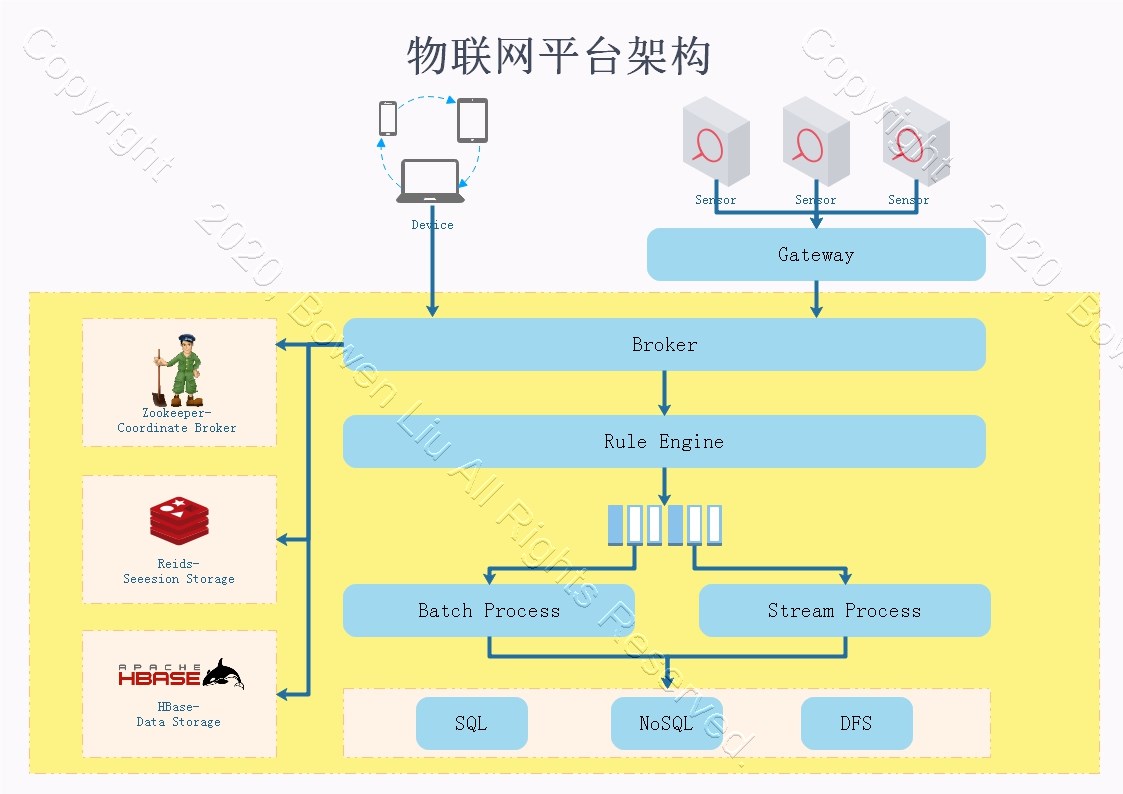 物联网平台架构
Device
Sensor
Sensor
Sensor
Gateway
Broker
Zookeeper-
Coordinate Broker
Rule Engine
Reids-
Seeesion Storage
Batch Process
Stream Process
APACHE
HBASE
HBase-
Data Storage
SQL
NoSQL
DFS
Copyright 2020, Bowen Liu All Rights Reserved.
Copyright 2020, Bowen